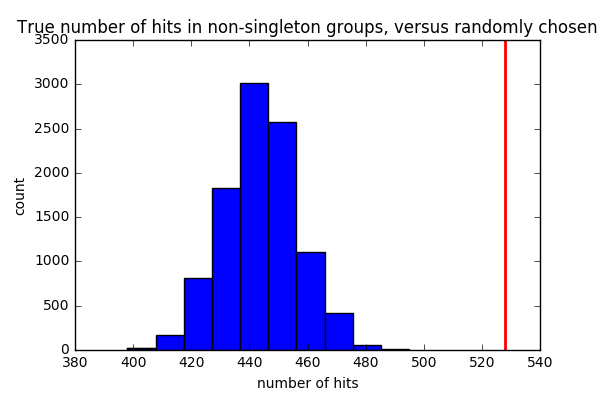 True number of hits in non-singleton groups, versus randomly chosen
3500
3000
2500
2000
1500
1000
500
0
count
380 400 420 440 460 480 500 520 540
number of hits